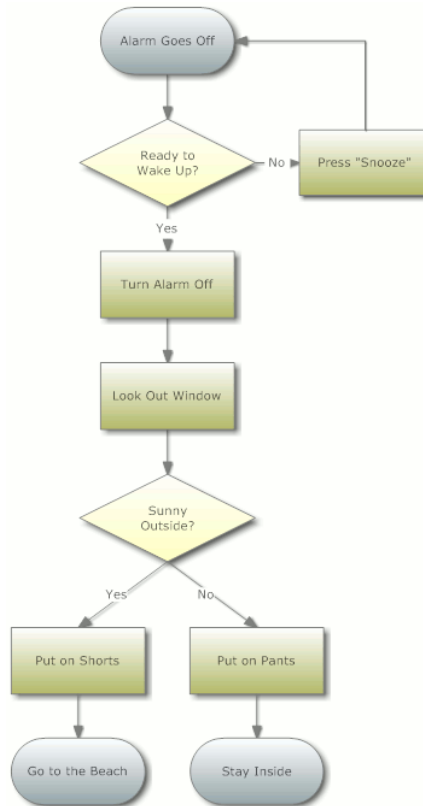 Alarm Goes Off
Ready to
Wake Up?
No
Press "Snooze"
Yes
Turn Alarm Off
Look Out Window
Sunny
Outside?
Yes
No
Put on Shorts
Put on Pants
Go to the Beach
Stay Inside